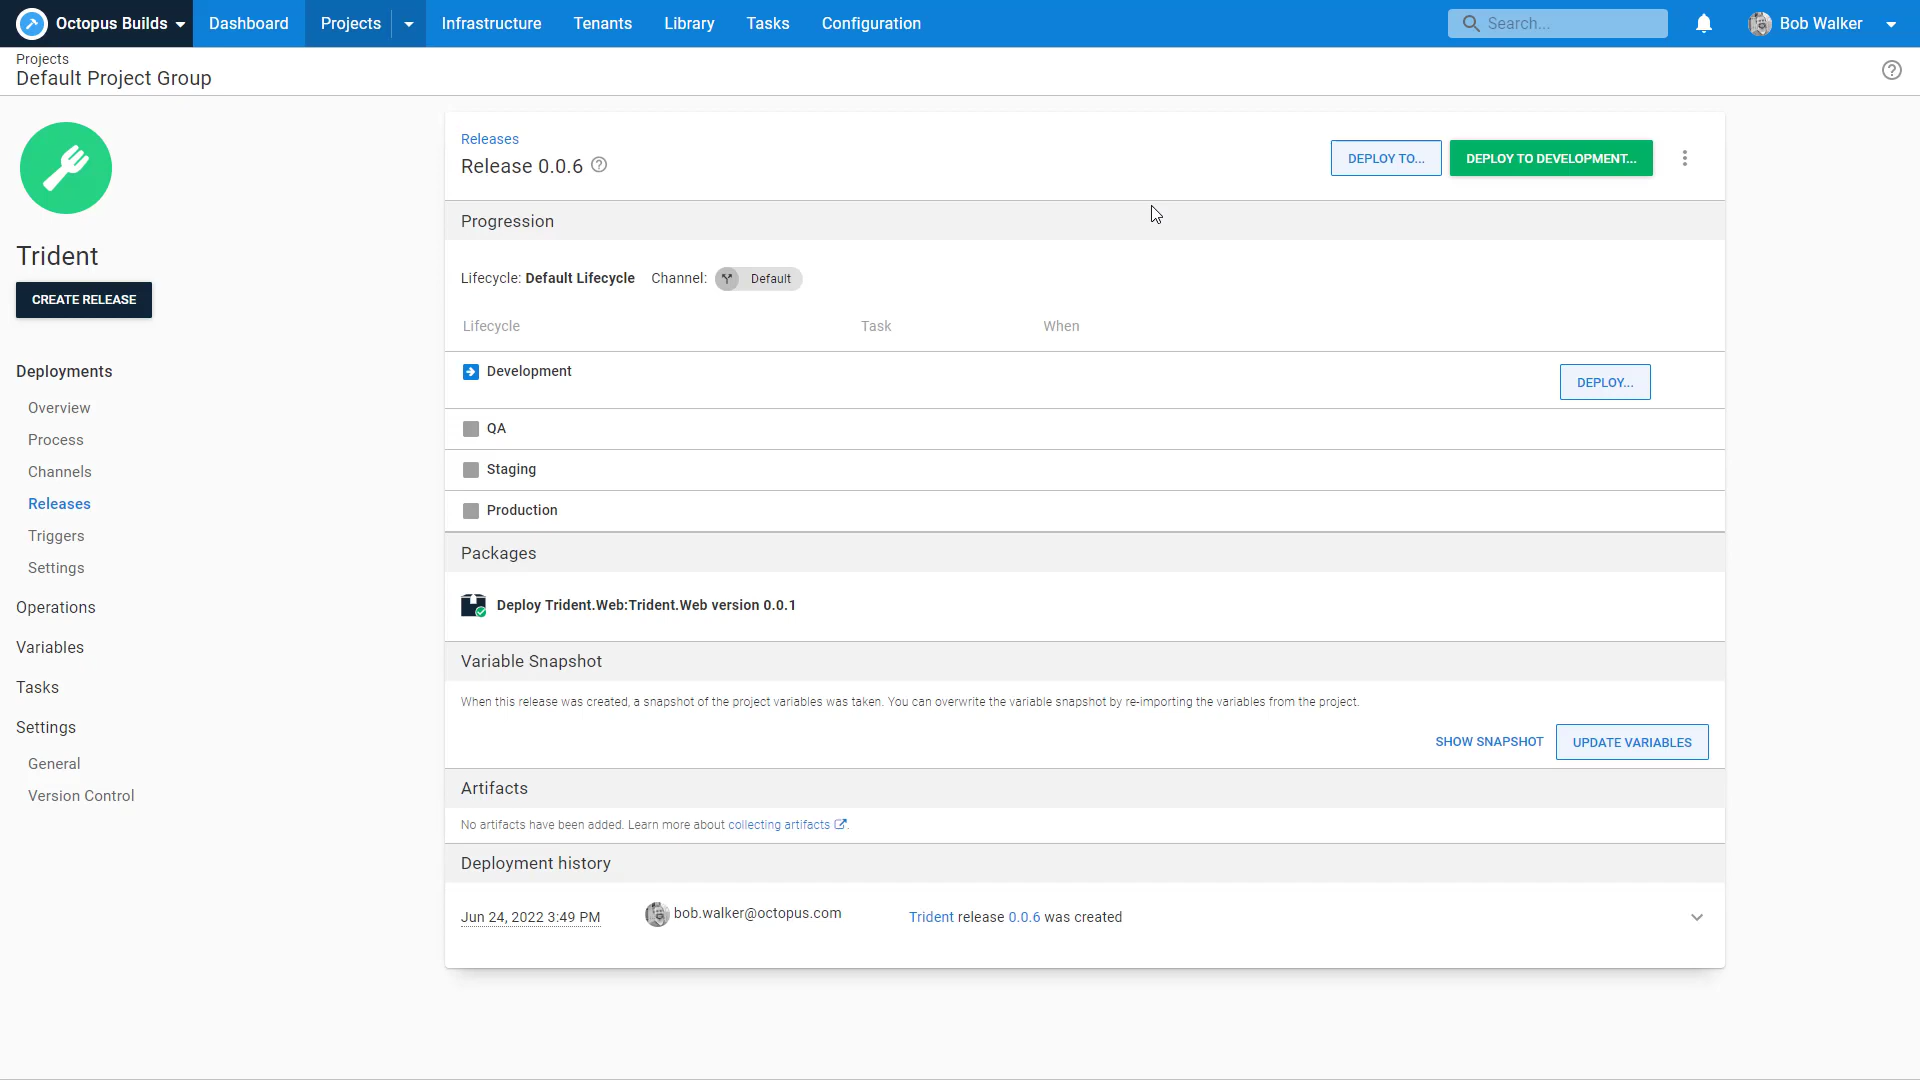 Octopus Builds
Dashboard
Projects
Infrastructure
Tenants
Library
Tasks
Configuration
Search...
Bob Walker
Projects
Default Project Group
Trident
CREATE RELEASE
Deployments
Overview
Process
Channels
Releases
Triggers
Settings
Operations
Variables
Tasks
Settings
General
Version Control
Releases
Release 0.0.6
DEPLOY TO...
DEPLOY TO DEVELOPMENT...
Progression
Lifecycle: Default Lifecycle Channel: Default
Lifecycle Task When
Development
DEPLOY...
QA
Staging
Production
Packages
Deploy Trident.Web:Trident.Web version 0.0.1
Variable Snapshot
When this release was created, a snapshot of the project variables was taken. You can overwrite the variable snapshot by re-importing the variables from the project.
SHOW SNAPSHOT
UPDATE VARIABLES
Artifacts
No artifacts have been added. Learn more about collecting artifacts.
Deployment history
Jun 24, 2022 3:49 PM bob.walker@octopus.com Trident release 0.0.6 was created